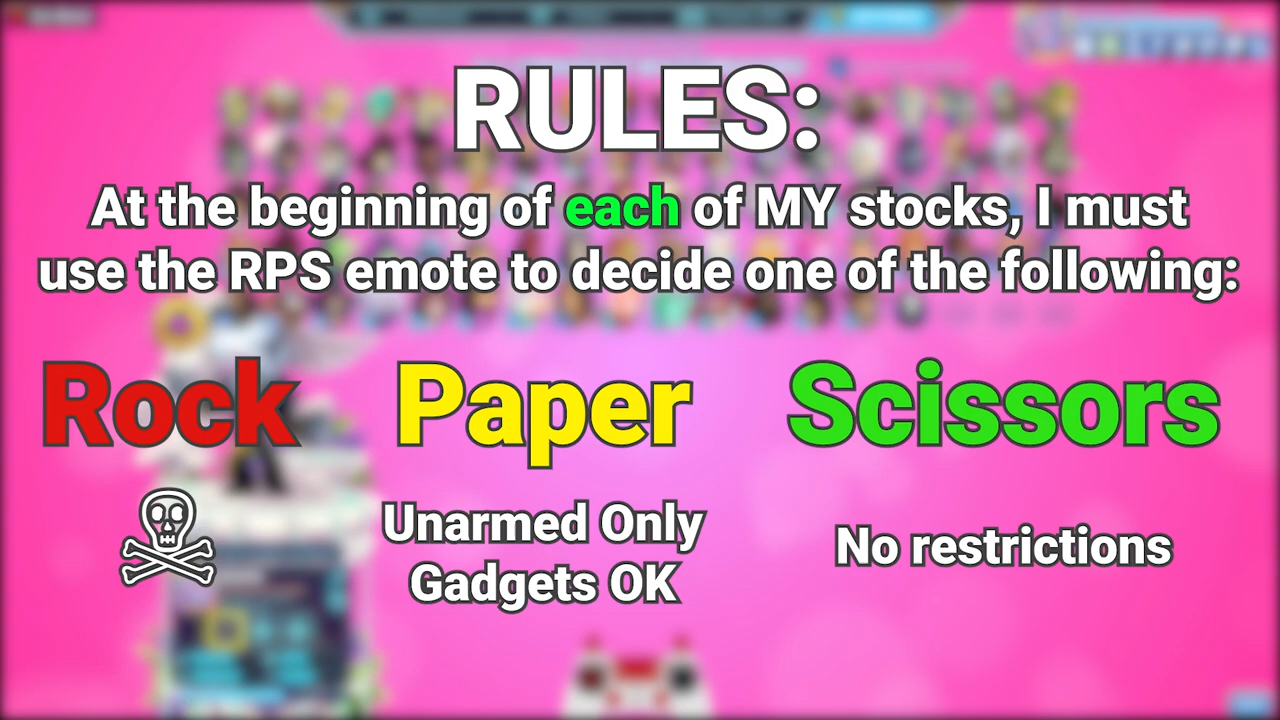 RULES:
At the beginning of each of MY stocks, I must
use the RPS emote to decide one of the following:
Rock Paper Scissors
Unarmed Only
Gadgets OK
No restrictions